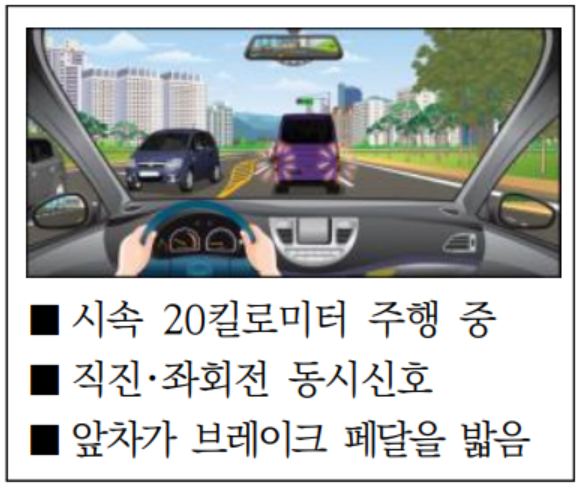 ■ 시속 20킬로미터 주행 중
■ 직진·좌회전 동시신호
■ 앞차가 브레이크 페달을 밟음